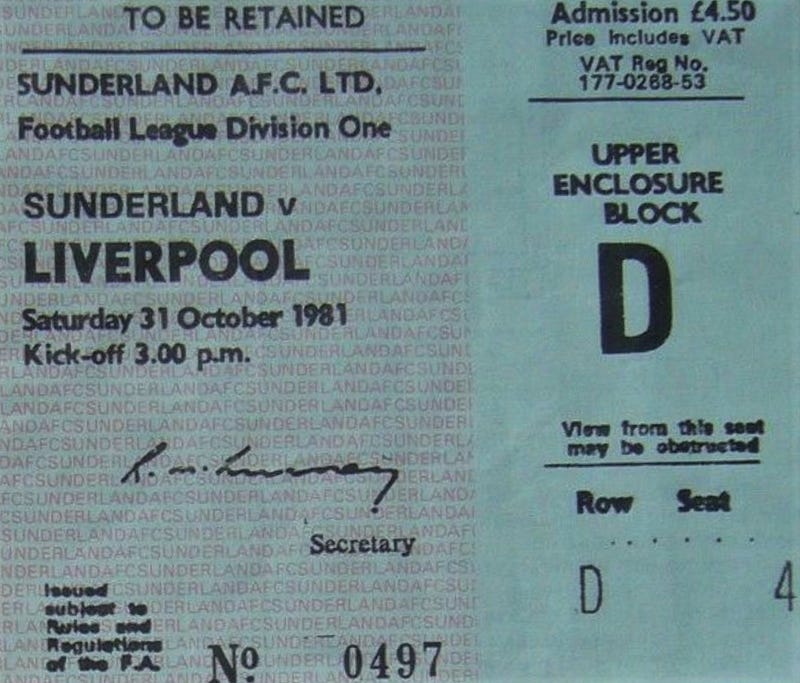 TO BE RETAINED
SUNDERLAND A.F.C. LTD.
Football League Division One
SUNDERLAND v
LIVERPOOL
Saturday 31 October 1981
Kick-off 3.00 p.m.
Secretary
Issued
subject to
Rules and
Regulations
of the F.A.
No 0497
Admission £4.50
Price includes VAT
VAT Reg No.
177-0268-53
UPPER
ENCLOSURE
BLOCK
D
View from this seat
may be obstructed
Row Seat
D 4